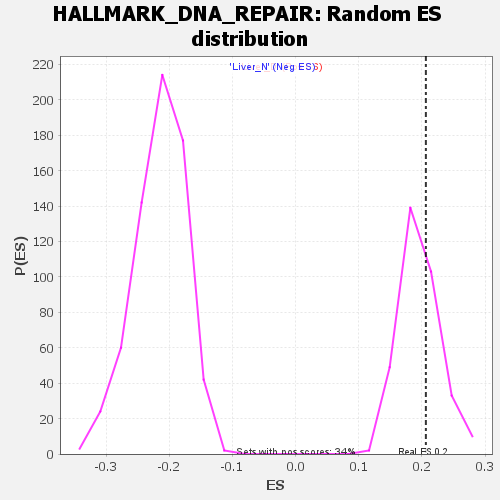 HALLMARK_DNA_REPAIR: Random ES
distribution
'Liver_N' (Neg ES)
220
200
180
160
140
120
100
80
60
40
20
0
P(ES)
Sets with pos scores: 34%
Real ES 0.2
-0.3
-0.2
-0.1
0.0
0.1
0.2
0.3
ES